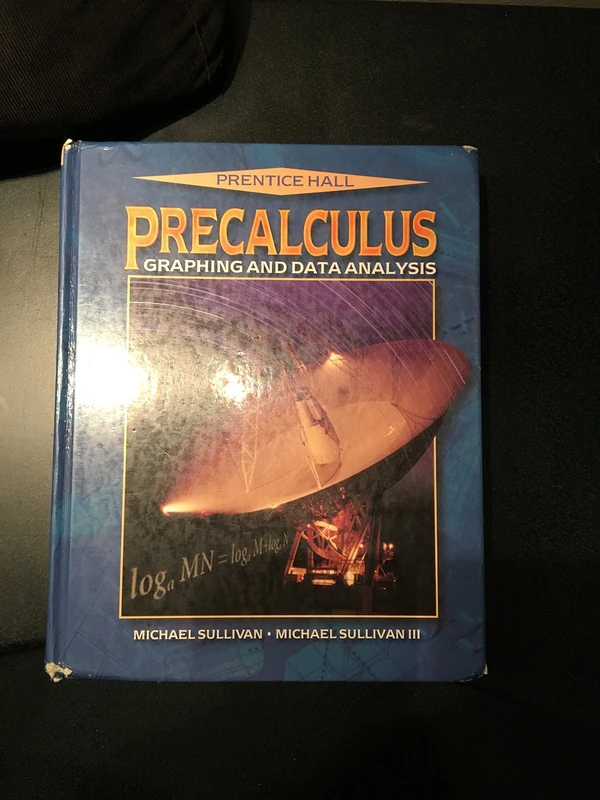 PRENTICE HALL
PRECALCULUS
GRAPHING AND DATA ANALYSIS
logₐ MN = logₐ M+logₐ N
MICHAEL SULLIVAN • MICHAEL SULLIVAN III